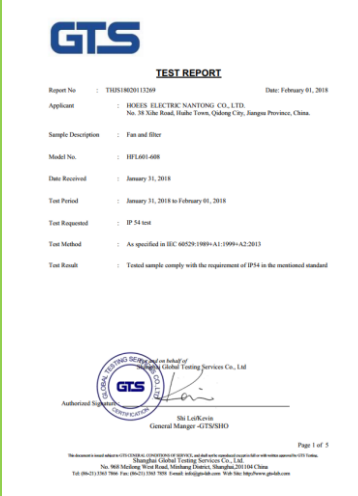 GTS
TEST REPORT
Report No : THJS18020113269 Date: February 01, 2018
Applicant : HOEES ELECTRIC NANTONG CO., LTD.
No. 38 Xihe Road, Huihe Town, Qidong City, Jiangsu Province, China.
Sample Description : Fan and filter
Model No. : HFL601-608
Date Received : January 31, 2018
Test Period : January 31, 2018 to February 01, 2018
Test Requested : IP 54 test
Test Method : As specified in IEC 60529:1989+A1:1999+A2:2013
Test Result : Tested sample comply with the requirement of IP54 in the mentioned standard
and on behalf of
Shanghai Global Testing Services Co., Ltd
GLOBAL TESTING SERVICES CO. LTD.
GTS
CERTIFICATION
Authorized Signature
Shi Lei/Kevin
General Manger -GTS/SHO
Page 1 of 5
Shanghai Global Testing Services Co., Ltd.
No. 968 Meilong West Road, Minhang District, Shanghai,201104 China